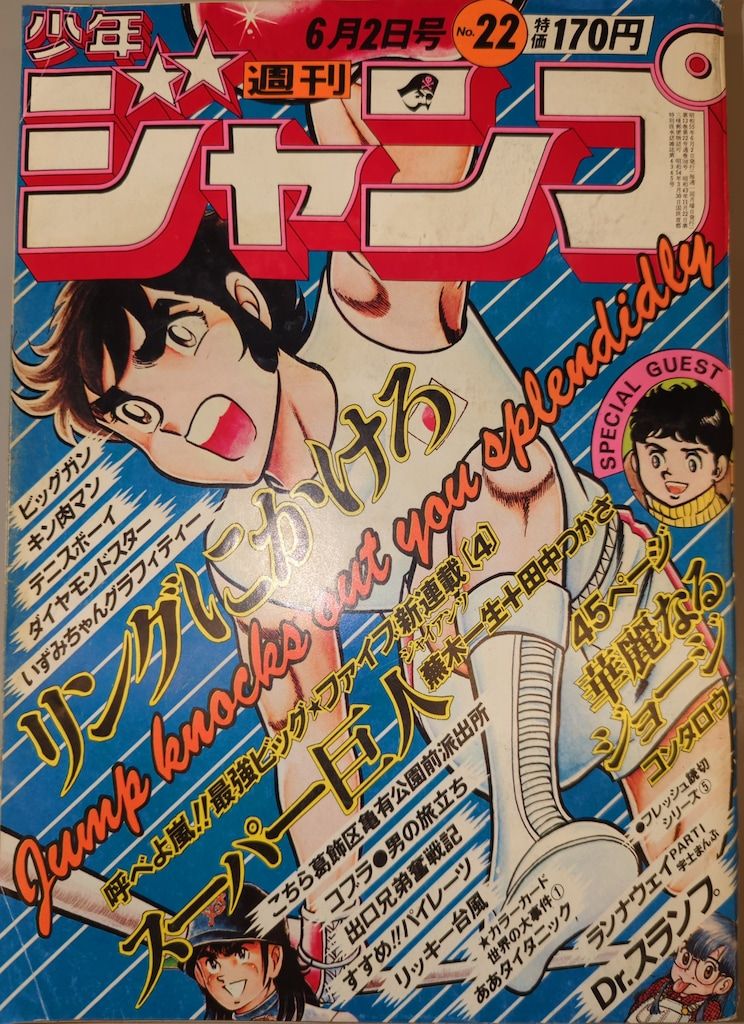 6月2日号
No.22
特価170円
少年
週刊
ジャンプ
SPECIAL GUEST
ビッグガン
キン肉マン
テニスボーイ
ダイヤモンドスター
いずみちゃんグラフィティー
リングにかけろ
Jump knocks out you splendidly
呼べよ嵐!!最強ビッグ★ファイブ新連載〔4〕
スーパー巨人
ジャイアンツ
蕪木一生+田中つかさ
45ページ
華麗なる
ジョージ
コンタロウ
こちら葛飾区亀有公園前派出所
コブラ●男の旅立ち
出口兄弟奮戦記
すすめ!!パイレーツ
リッキー台風
★カラーカード
世界の大事件①
ああタイタニック
●フレッシュ読切
シリーズ⑤
ランナウェイPARTI
宇土まんぶ
Dr.スランプ